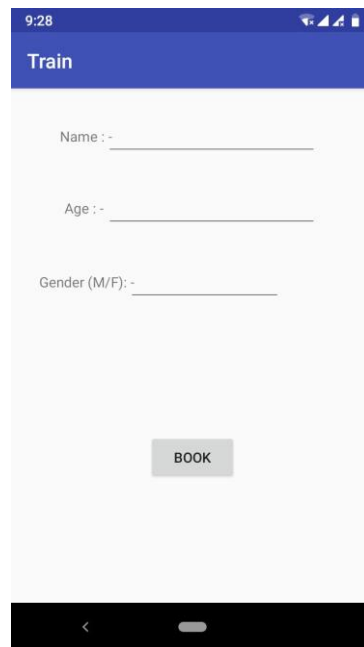 9:28
Train
Name : -
Age : -
Gender (M/F): -
BOOK